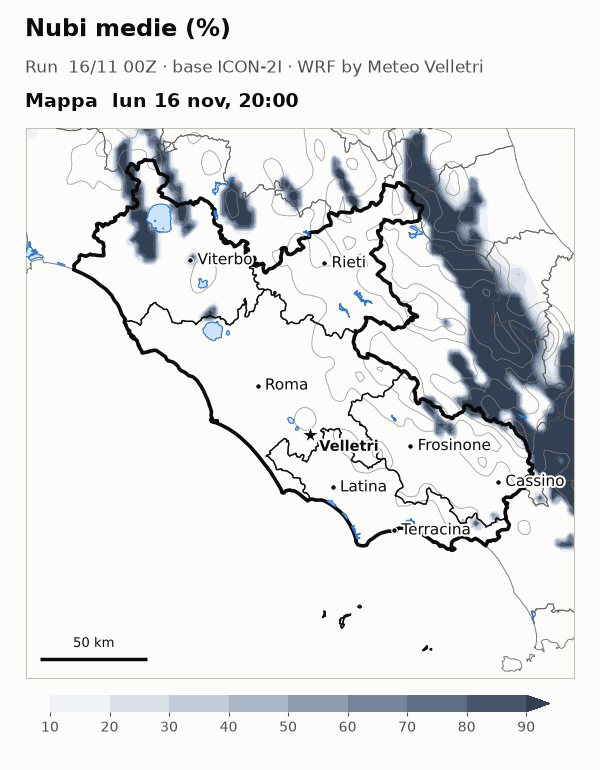 Nubi medie (%)
Run  16/11 00Z · base ICON-2I · WRF by Meteo Velletri
Mappa  lun 16 nov, 20:00
Viterbo
Rieti
Roma
Velletri
Frosinone
Latina
Cassino
Terracina
50 km
10 20 30 40 50 60 70 80 90